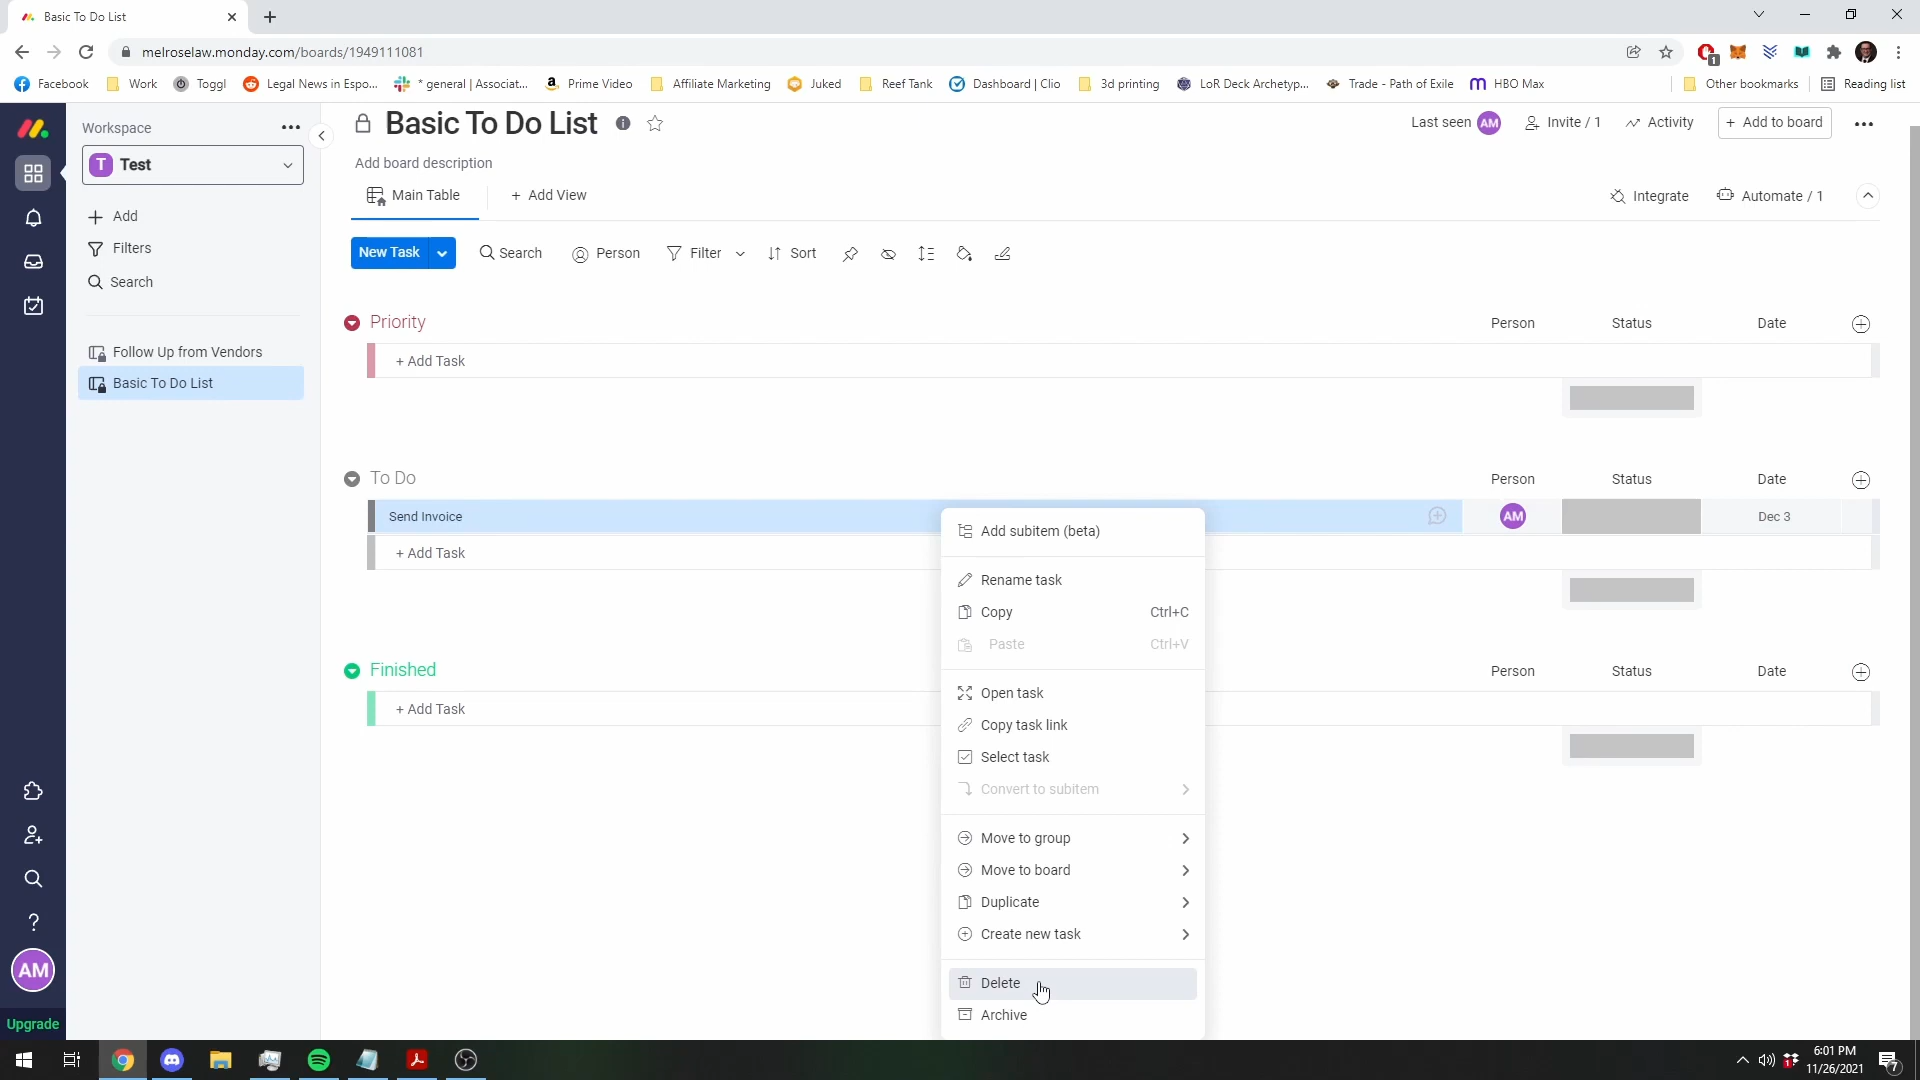 Basic To Do List
melroselaw.monday.com/boards/1949111081
1
Facebook
Work
Toggl
Legal News in Espo...
* general | Associat...
Prime Video
Affiliate Marketing
Juked
Reef Tank
Dashboard | Clio
3d printing
LoR Deck Archetyp...
Trade - Path of Exile
HBO Max
Other bookmarks
Reading list
Workspace
T Test
Add
Filters
Search
Follow Up from Vendors
Basic To Do List
AM
Upgrade
Basic To Do List
Last seen AM
Invite / 1
Activity
+ Add to board
Add board description
Main Table
+ Add View
Integrate
Automate / 1
New Task
Search
Person
Filter
Sort
Priority
Person
Status
Date
+ Add Task
To Do
Person
Status
Date
Send Invoice
AM
Dec 3
+ Add Task
Finished
Person
Status
Date
+ Add Task
Add subitem (beta)
Rename task
Copy Ctrl+C
Paste Ctrl+V
Open task
Copy task link
Select task
Convert to subitem
Move to group
Move to board
Duplicate
Create new task
Delete
Archive
6:01 PM
11/26/2021
7